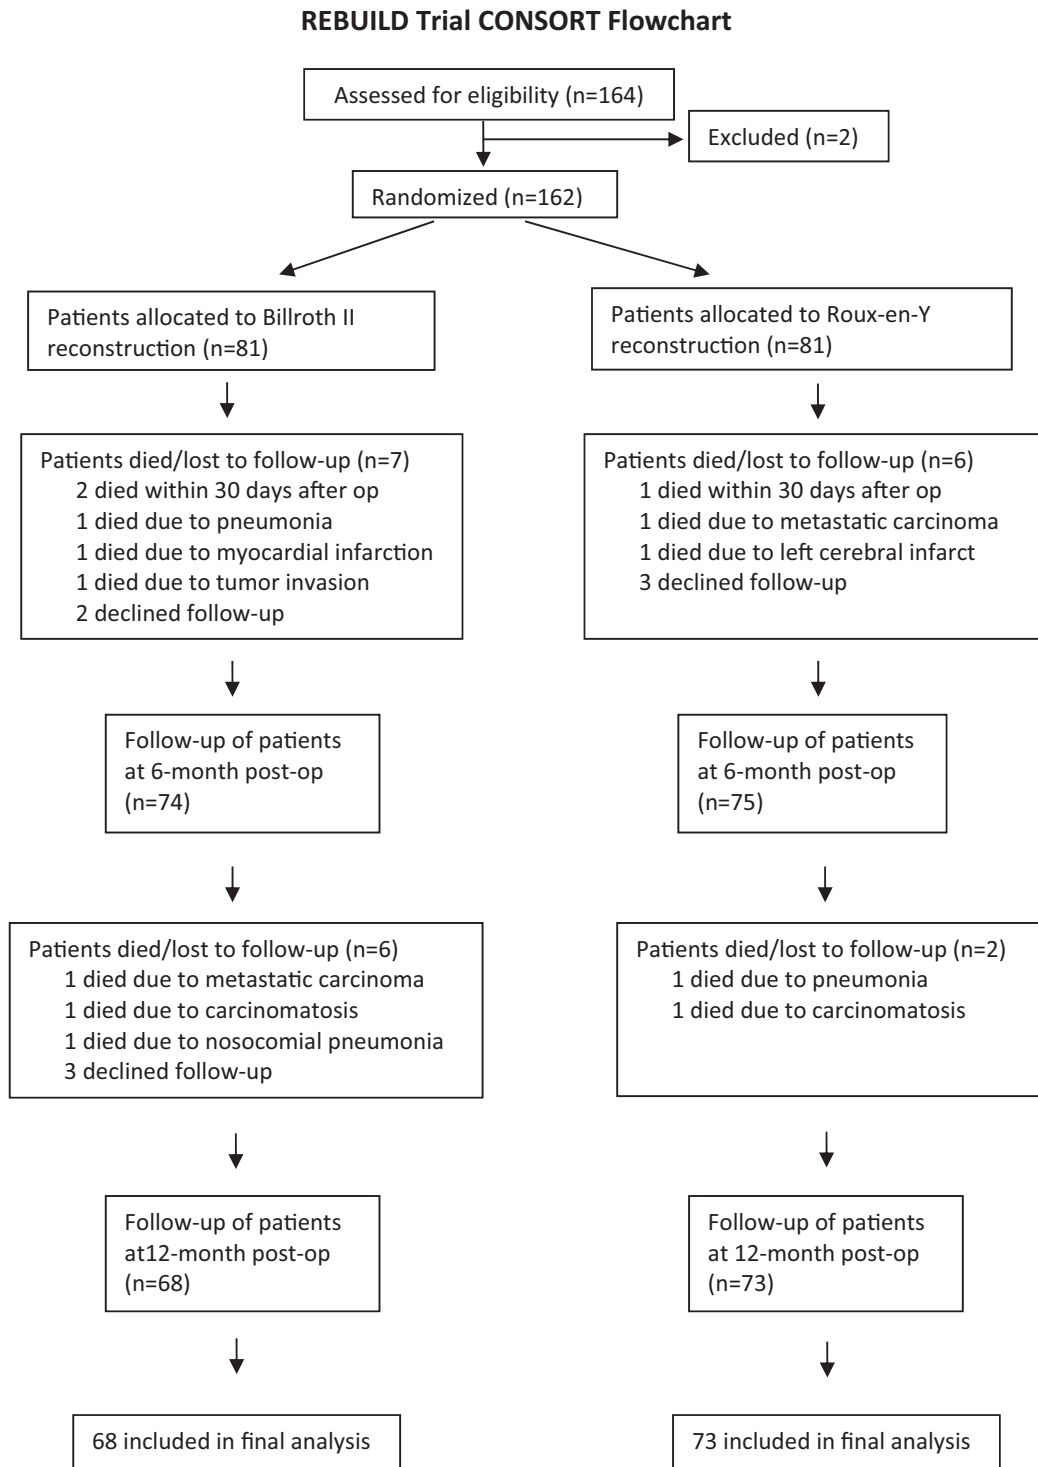 REBUILD Trial CONSORT Flowchart
Assessed for eligibility (n=164)
Excluded (n=2)
Randomized (n=162)
Patients allocated to Billroth II
reconstruction (n=81)
Patients allocated to Roux-en-Y
reconstruction (n=81)
Patients died/lost to follow-up (n=7)
2 died within 30 days after op
1 died due to pneumonia
1 died due to myocardial infarction
1 died due to tumor invasion
2 declined follow-up
Patients died/lost to follow-up (n=6)
1 died within 30 days after op
1 died due to metastatic carcinoma
1 died due to left cerebral infarct
3 declined follow-up
Follow-up of patients
at 6-month post-op
(n=74)
Follow-up of patients
at 6-month post-op
(n=75)
Patients died/lost to follow-up (n=6)
1 died due to metastatic carcinoma
1 died due to carcinomatosis
1 died due to nosocomial pneumonia
3 declined follow-up
Patients died/lost to follow-up (n=2)
1 died due to pneumonia
1 died due to carcinomatosis
Follow-up of patients
at12-month post-op
(n=68)
Follow-up of patients
at 12-month post-op
(n=73)
68 included in final analysis
73 included in final analysis